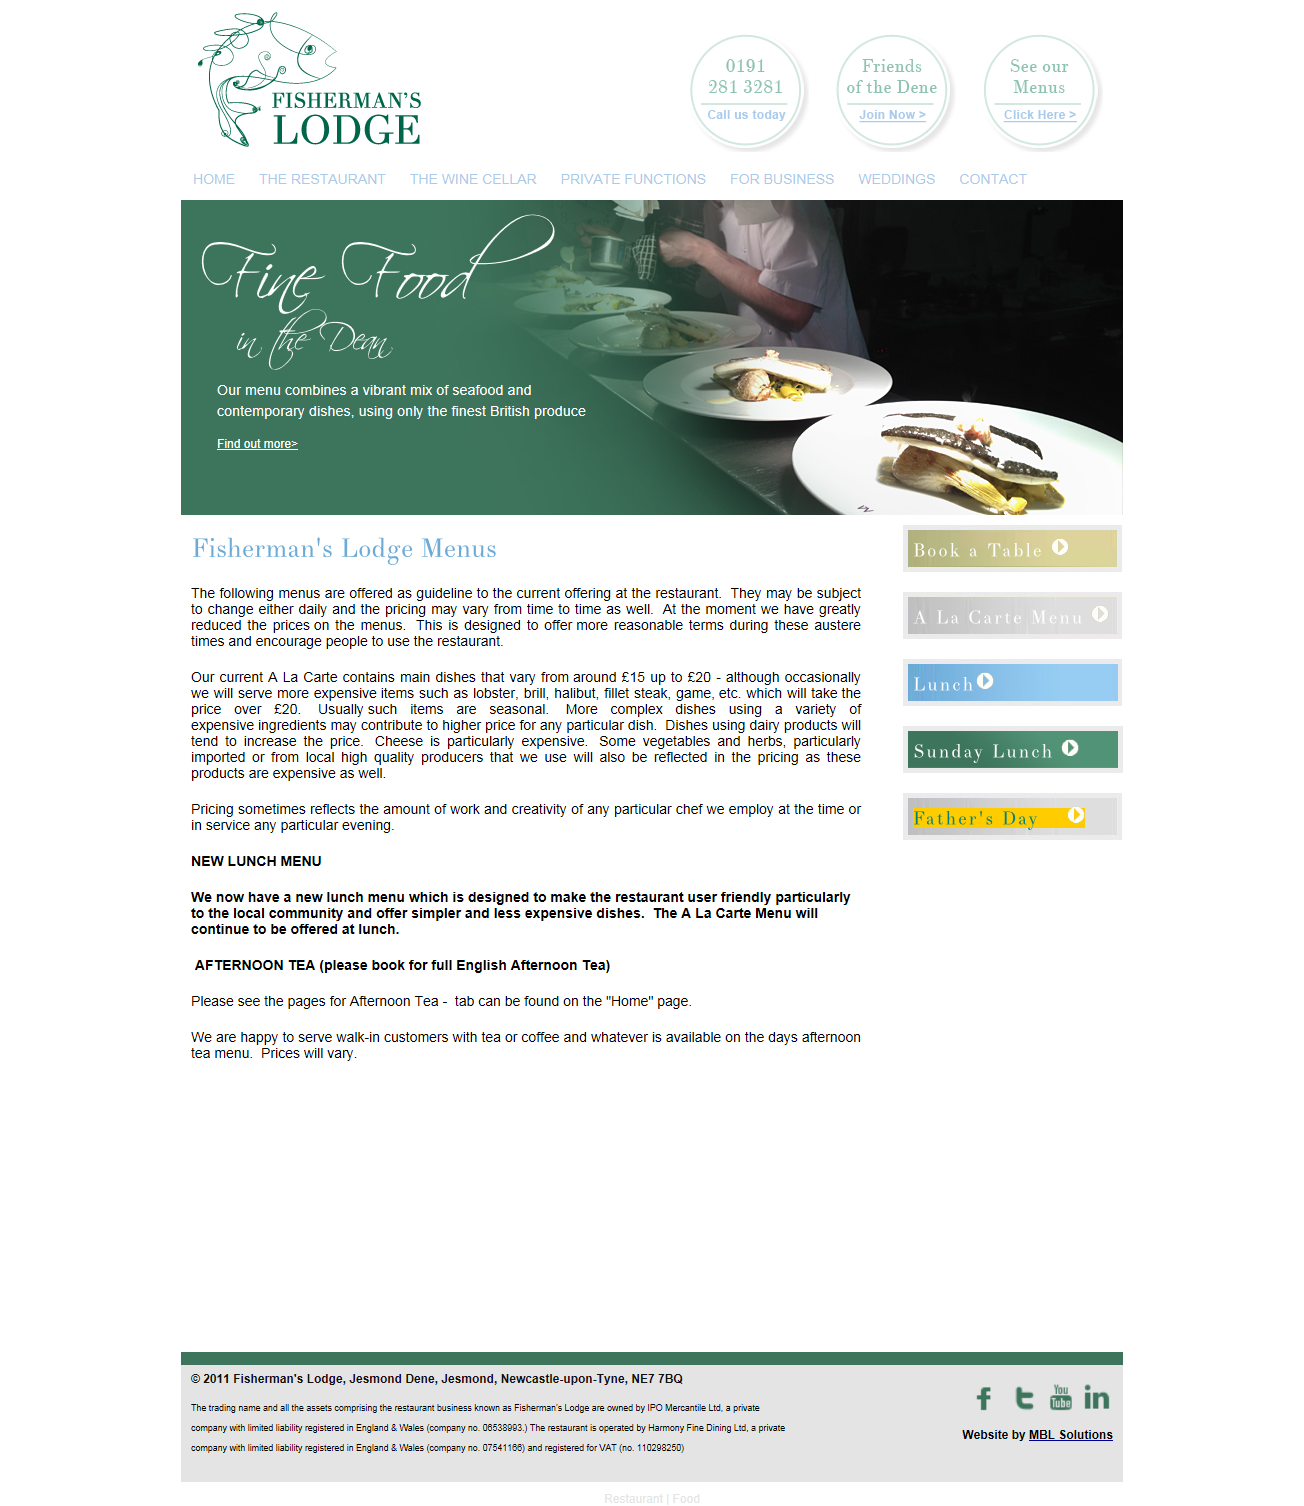 FISHERMAN'S
LODGE
0191
281 3281
Call us today
Friends
of the Dene
Join Now >
See our
Menus
Click Here >
HOME THE RESTAURANT THE WINE CELLAR PRIVATE FUNCTIONS FOR BUSINESS WEDDINGS CONTACT
Fine Food
in the Dean
Our menu combines a vibrant mix of seafood and
contemporary dishes, using only the finest British produce
Find out more>
Fisherman's Lodge Menus
The following menus are offered as guideline to the current offering at the restaurant. They may be subject
to change either daily and the pricing may vary from time to time as well. At the moment we have greatly
reduced the prices on the menus. This is designed to offer more reasonable terms during these austere
times and encourage people to use the restaurant.
Our current A La Carte contains main dishes that vary from around £15 up to £20 - although occasionally
we will serve more expensive items such as lobster, brill, halibut, fillet steak, game, etc. which will take the
price over £20. Usually such items are seasonal. More complex dishes using a variety of
expensive ingredients may contribute to higher price for any particular dish. Dishes using dairy products will
tend to increase the price. Cheese is particularly expensive. Some vegetables and herbs, particularly
imported or from local high quality producers that we use will also be reflected in the pricing as these
products are expensive as well.
Pricing sometimes reflects the amount of work and creativity of any particular chef we employ at the time or
in service any particular evening.
NEW LUNCH MENU
We now have a new lunch menu which is designed to make the restaurant user friendly particularly
to the local community and offer simpler and less expensive dishes. The A La Carte Menu will
continue to be offered at lunch.
AFTERNOON TEA (please book for full English Afternoon Tea)
Please see the pages for Afternoon Tea - tab can be found on the "Home" page.
We are happy to serve walk-in customers with tea or coffee and whatever is available on the days afternoon
tea menu. Prices will vary.
Book a Table
A La Carte Menu
Lunch
Sunday Lunch
Father's Day
© 2011 Fisherman's Lodge, Jesmond Dene, Jesmond, Newcastle-upon-Tyne, NE7 7BQ
The trading name and all the assets comprising the restaurant business known as Fisherman's Lodge are owned by IPO Mercantile Ltd, a private
company with limited liability registered in England & Wales (company no. 06538993.) The restaurant is operated by Harmony Fine Dining Ltd, a private
company with limited liability registered in England & Wales (company no. 07541166) and registered for VAT (no. 110298250)
f t You Tube in
Website by MBL Solutions
Restaurant | Food